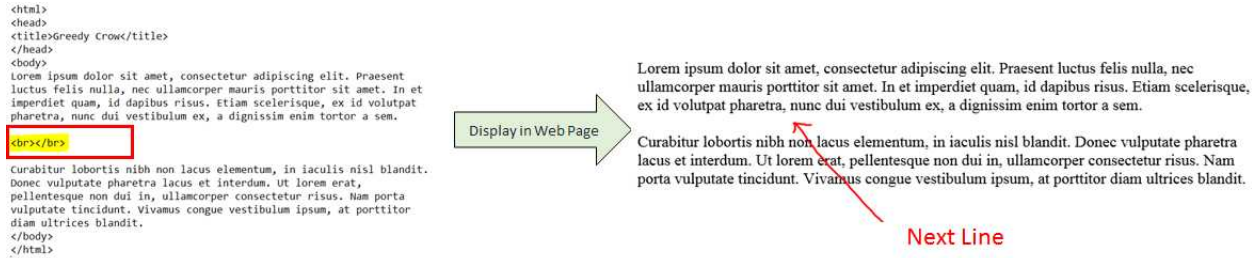 <html>
<head>
<title>Greedy Crow</title>
</head>
<body>
Lorem ipsum dolor sit amet, consectetur adipiscing elit. Praesent
luctus felis nulla, nec ullamcorper mauris porttitor sit amet. In et
imperdiet quam, id dapibus risus. Etiam scelerisque, ex id volutpat
pharetra, nunc dui vestibulum ex, a dignissim enim tortor a sem.
<br></br>
Curabitur lobortis nibh non lacus elementum, in iaculis nisl blandit.
Donec vulputate pharetra lacus et interdum. Ut lorem erat,
pellentesque non dui in, ullamcorper consectetur risus. Nam porta
vulputate tincidunt. Vivamus congue vestibulum ipsum, at porttitor
diam ultrices blandit.
</body>
</html>
Display in Web Page
Lorem ipsum dolor sit amet, consectetur adipiscing elit. Praesent luctus felis nulla, nec
ullamcorper mauris porttitor sit amet. In et imperdiet quam, id dapibus risus. Etiam scelerisque,
ex id volutpat pharetra, nunc dui vestibulum ex, a dignissim enim tortor a sem.
Curabitur lobortis nibh non lacus elementum, in iaculis nisl blandit. Donec vulputate pharetra
lacus et interdum. Ut lorem erat, pellentesque non dui in, ullamcorper consectetur risus. Nam
porta vulputate tincidunt. Vivamus congue vestibulum ipsum, at porttitor diam ultrices blandit.
Next Line